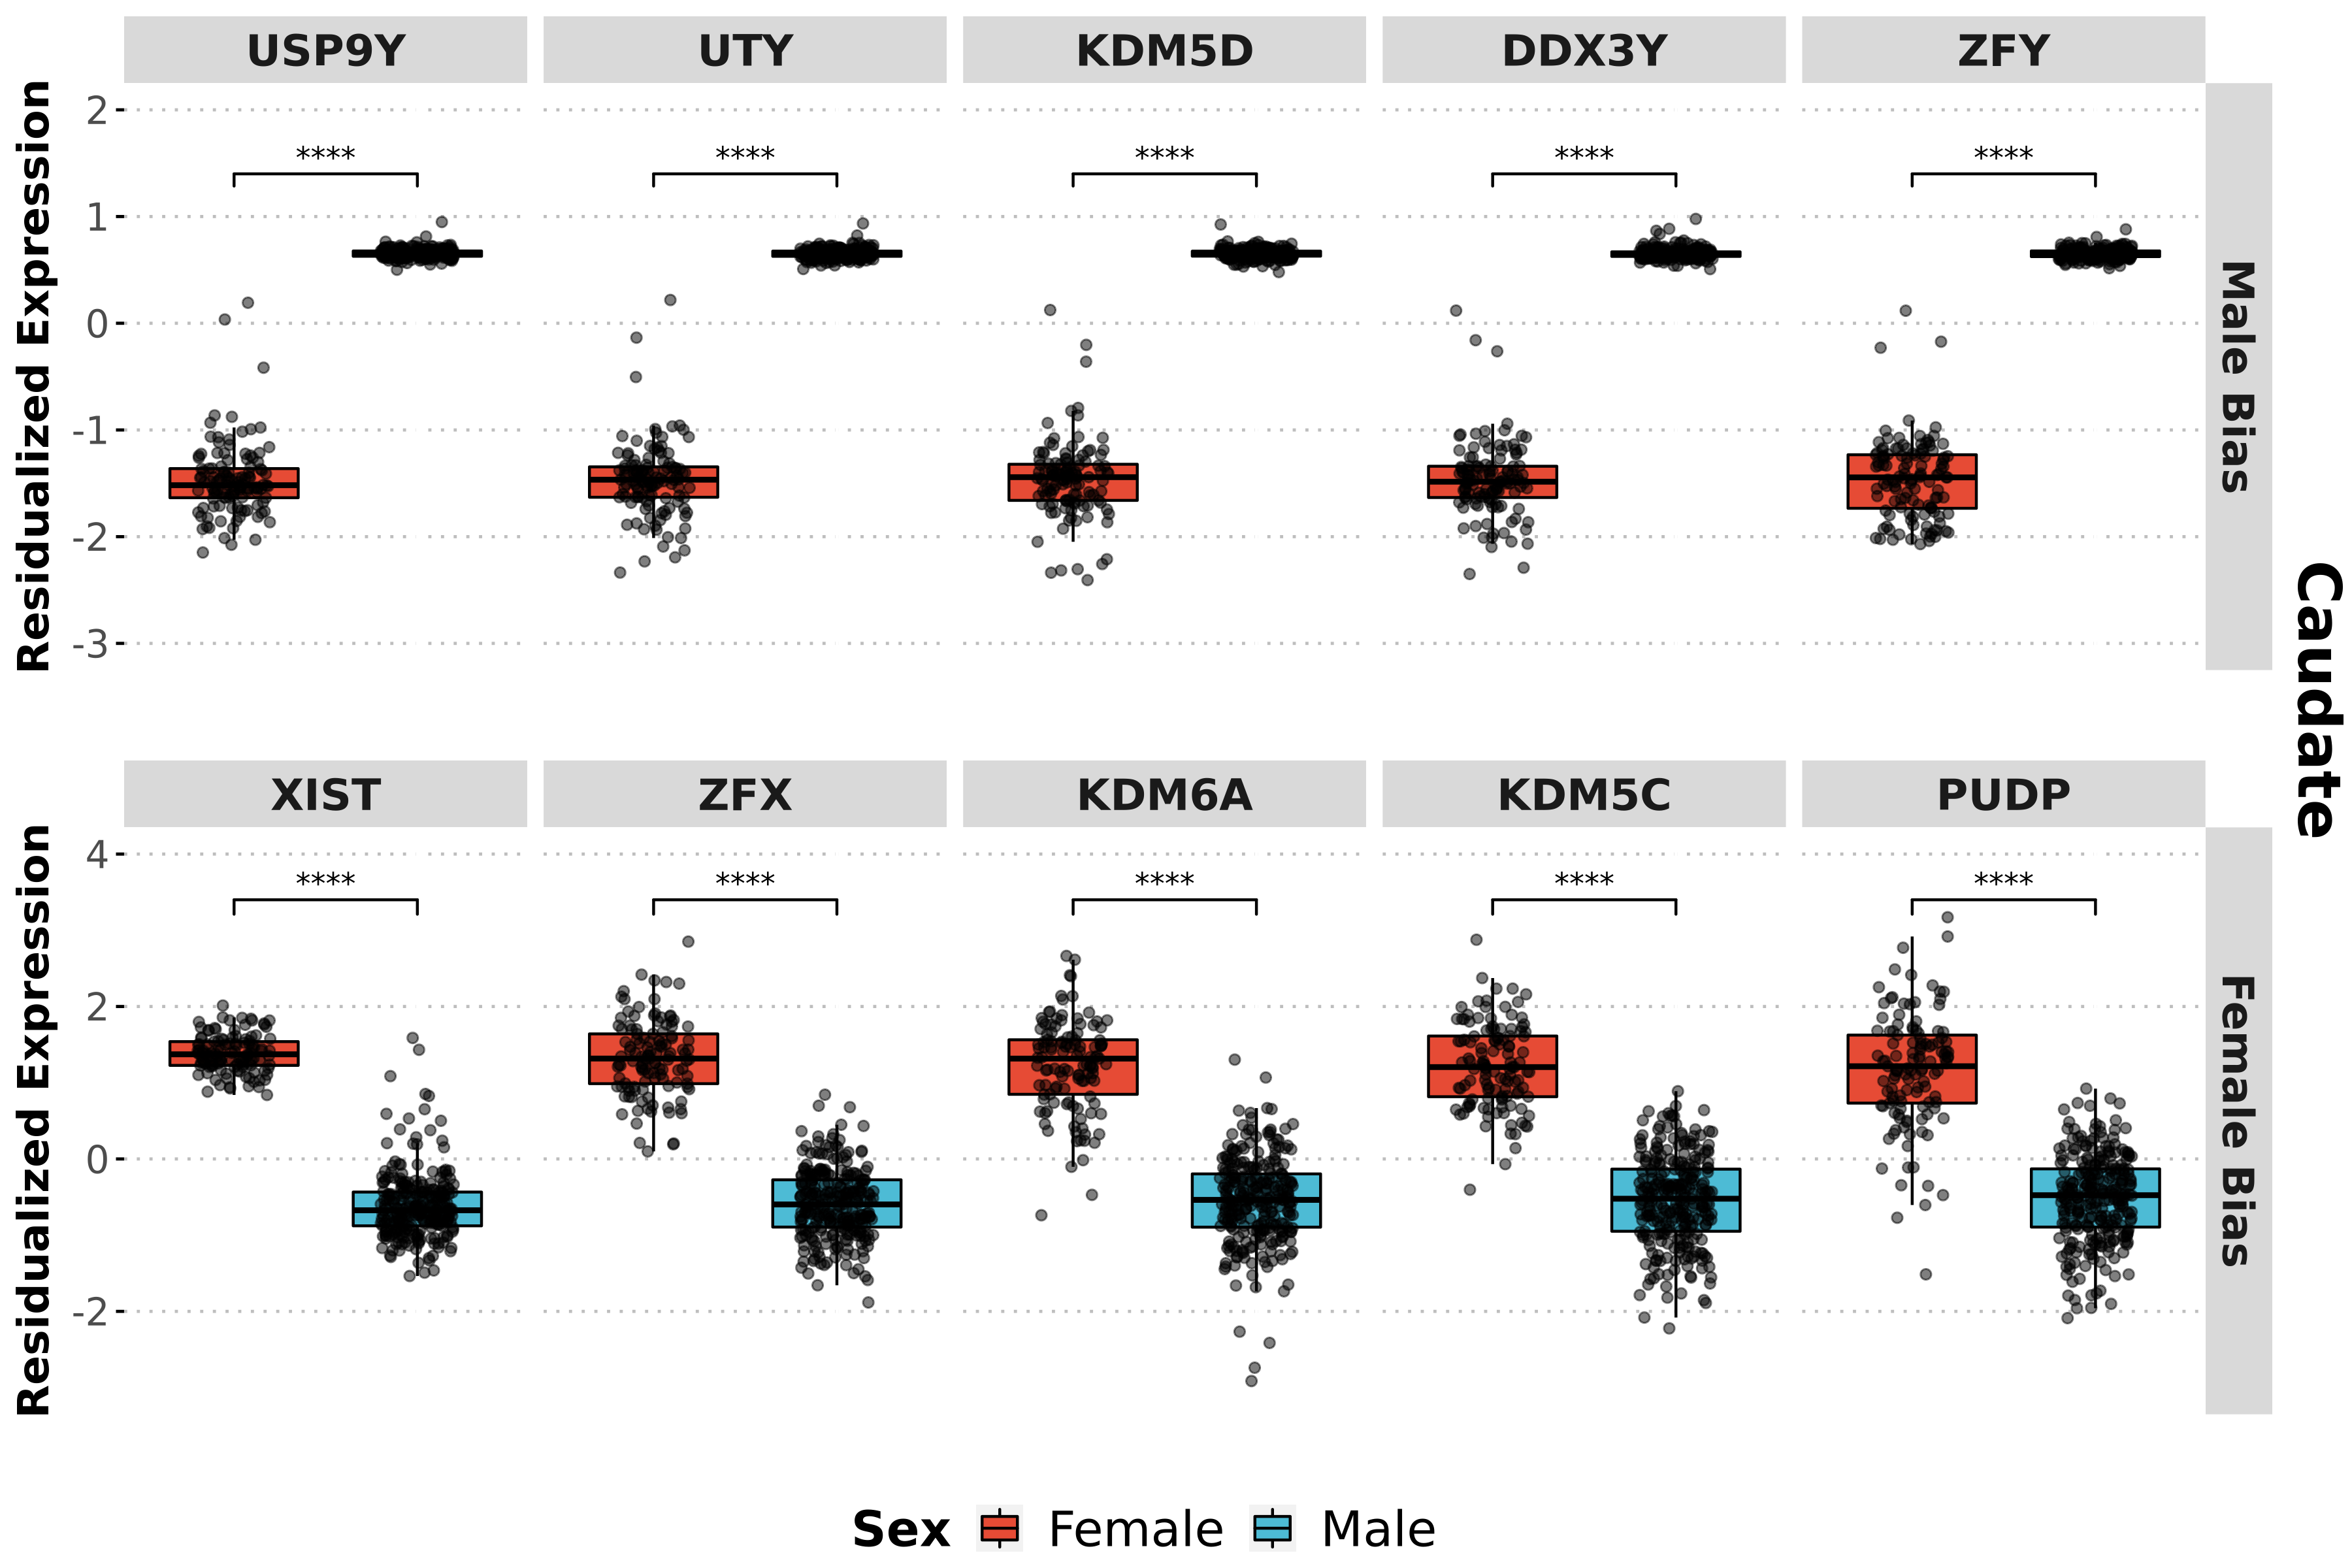 USP9Y UTY KDM5D DDX3Y ZFY
Residualized Expression
2
1
0
-1
-2
-3
**** **** **** **** ****
Male Bias
Caudate
XIST ZFX KDM6A KDM5C PUDP
Residualized Expression
4
2
0
-2
**** **** **** **** ****
Female Bias
Sex Female Male